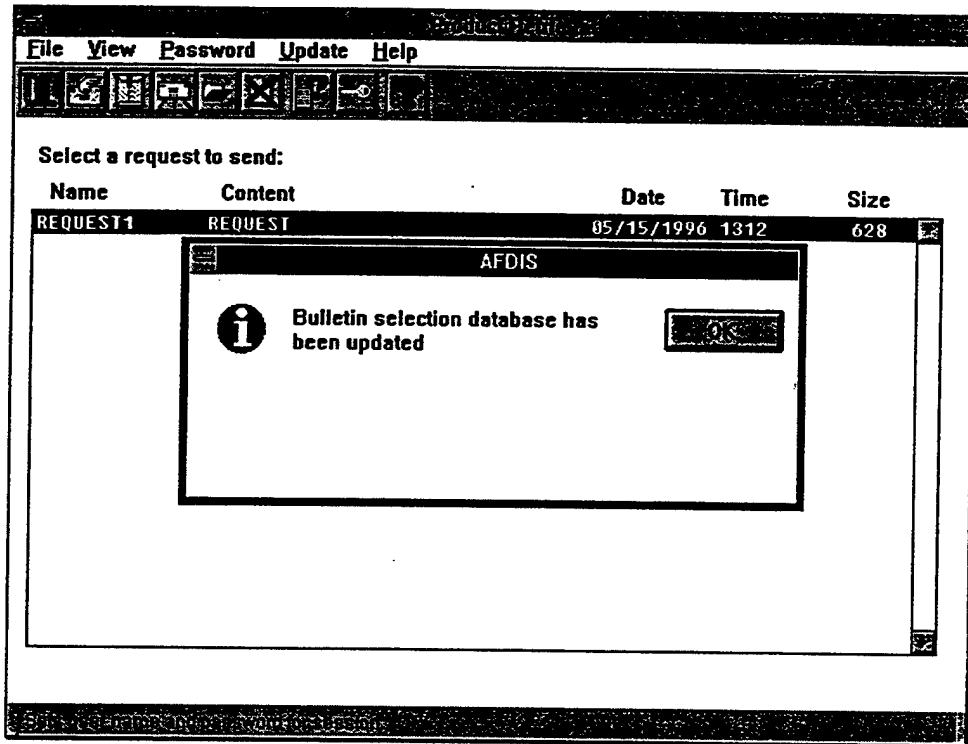 File View Password Update Help
Select a request to send:
Name Content Date Time Size
REQUEST1 REQUEST 05/15/1996 1312 628
AFDIS
Bulletin selection database has
been updated
OK